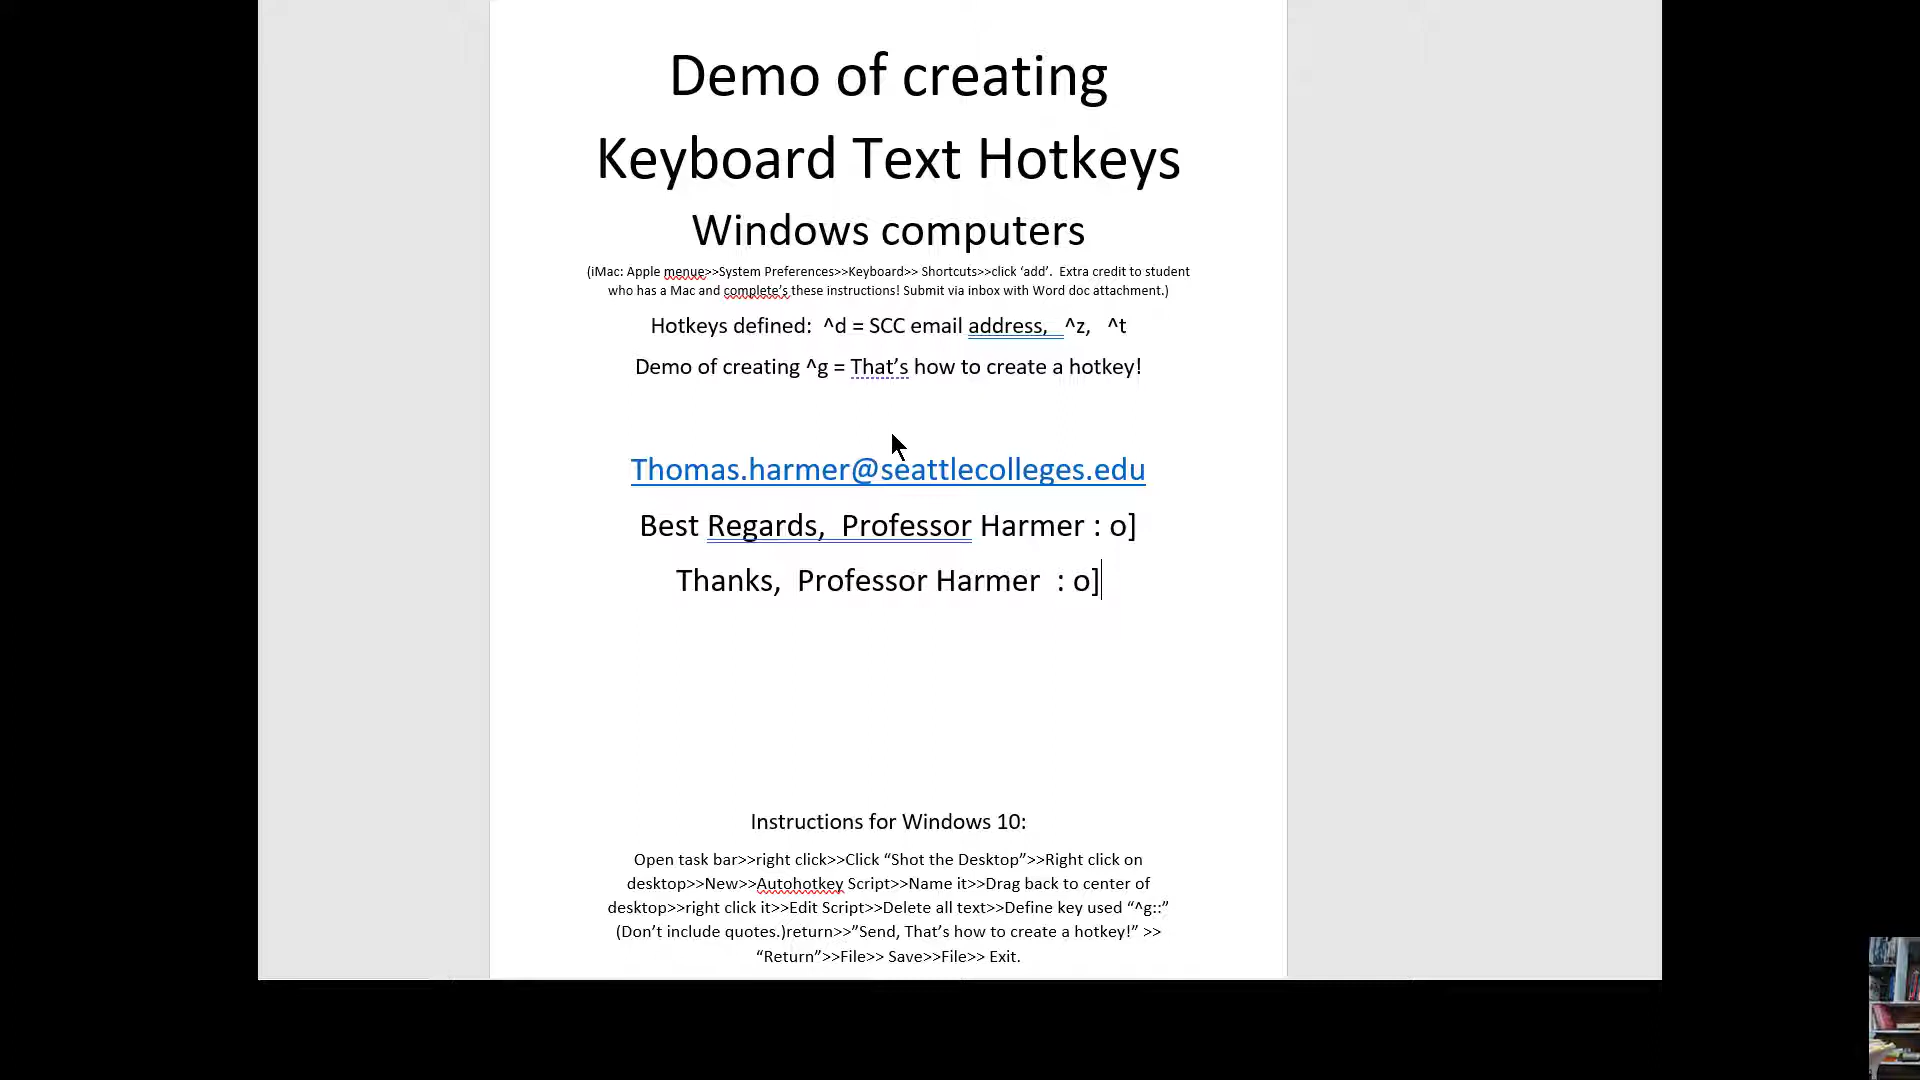 Demo of creating
Keyboard Text Hotkeys
Windows computers
(iMac: Apple menue>>System Preferences>>Keyboard>> Shortcuts>>click ‘add’.  Extra credit to student
who has a Mac and complete’s these instructions! Submit via inbox with Word doc attachment.)
Hotkeys defined:  ^d = SCC email address,   ^z,   ^t
Demo of creating ^g = That’s how to create a hotkey!
Thomas.harmer@seattlecolleges.edu
Best Regards,  Professor Harmer : o]
Thanks,  Professor Harmer  : o]
Instructions for Windows 10:
Open task bar>>right click>>Click “Shot the Desktop”>>Right click on
desktop>>New>>Autohotkey Script>>Name it>>Drag back to center of
desktop>>right click it>>Edit Script>>Delete all text>>Define key used “^g::”
(Don’t include quotes.)return>>”Send, That’s how to create a hotkey!” >>
“Return”>>File>> Save>>File>> Exit.